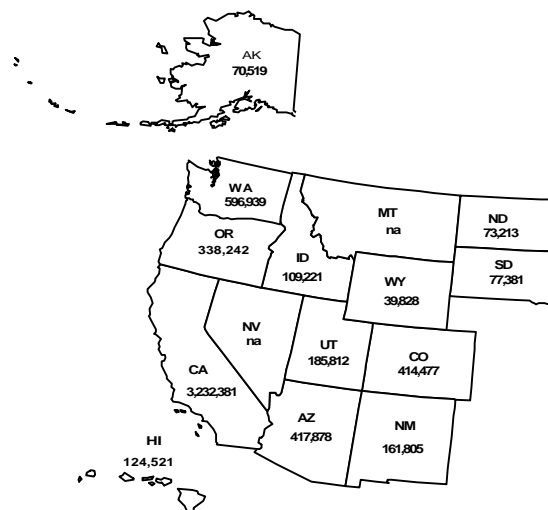 AK
70,519
WA
596,939
MT
na
ND
73,213
OR
338,242
ID
109,221
SD
77,381
WY
39,828
NV
na
UT
185,812
CO
414,477
CA
3,232,381
AZ
417,878
NM
161,805
HI
124,521